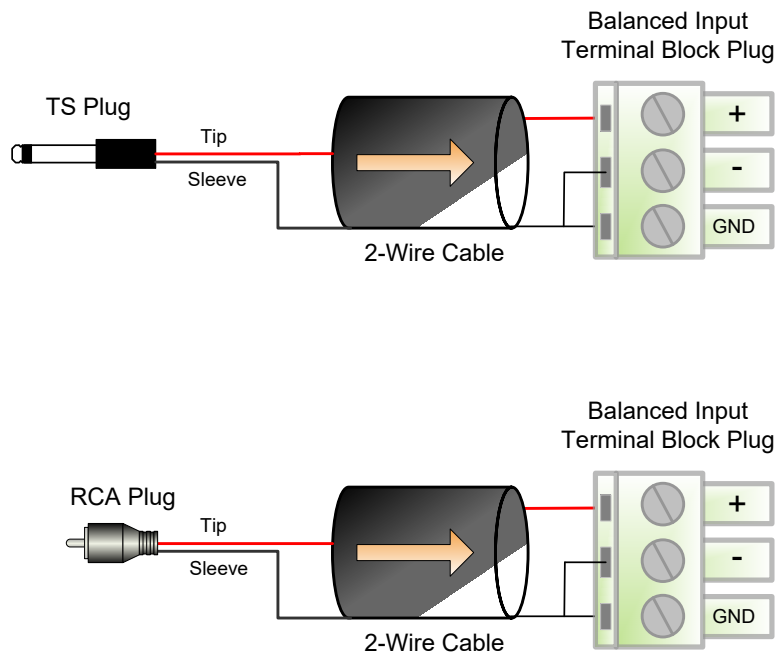 Balanced Input
Terminal Block Plug
TS Plug
Tip
Sleeve
+
-
GND
2-Wire Cable
Balanced Input
Terminal Block Plug
RCA Plug
Tip
Sleeve
+
-
GND
2-Wire Cable